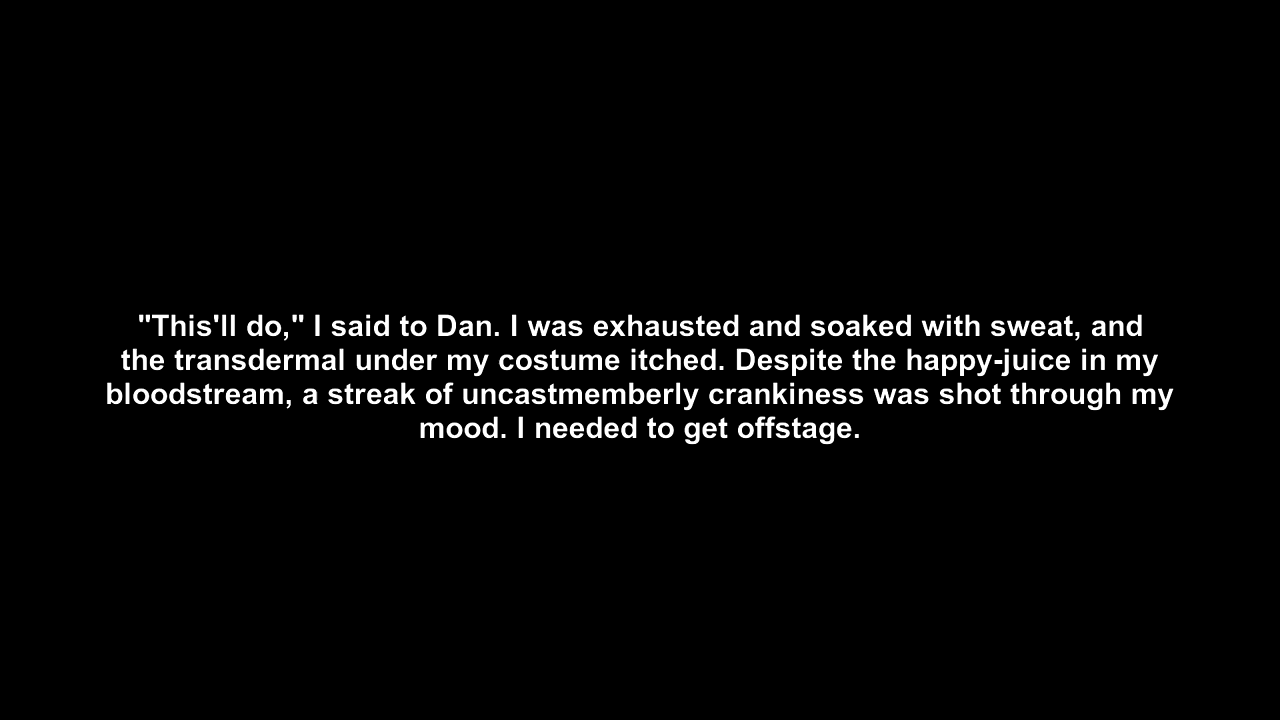 "This'll do," I said to Dan. I was exhausted and soaked with sweat, and
the transdermal under my costume itched. Despite the happy-juice in my
bloodstream, a streak of uncastmemberly crankiness was shot through my
mood. I needed to get offstage.